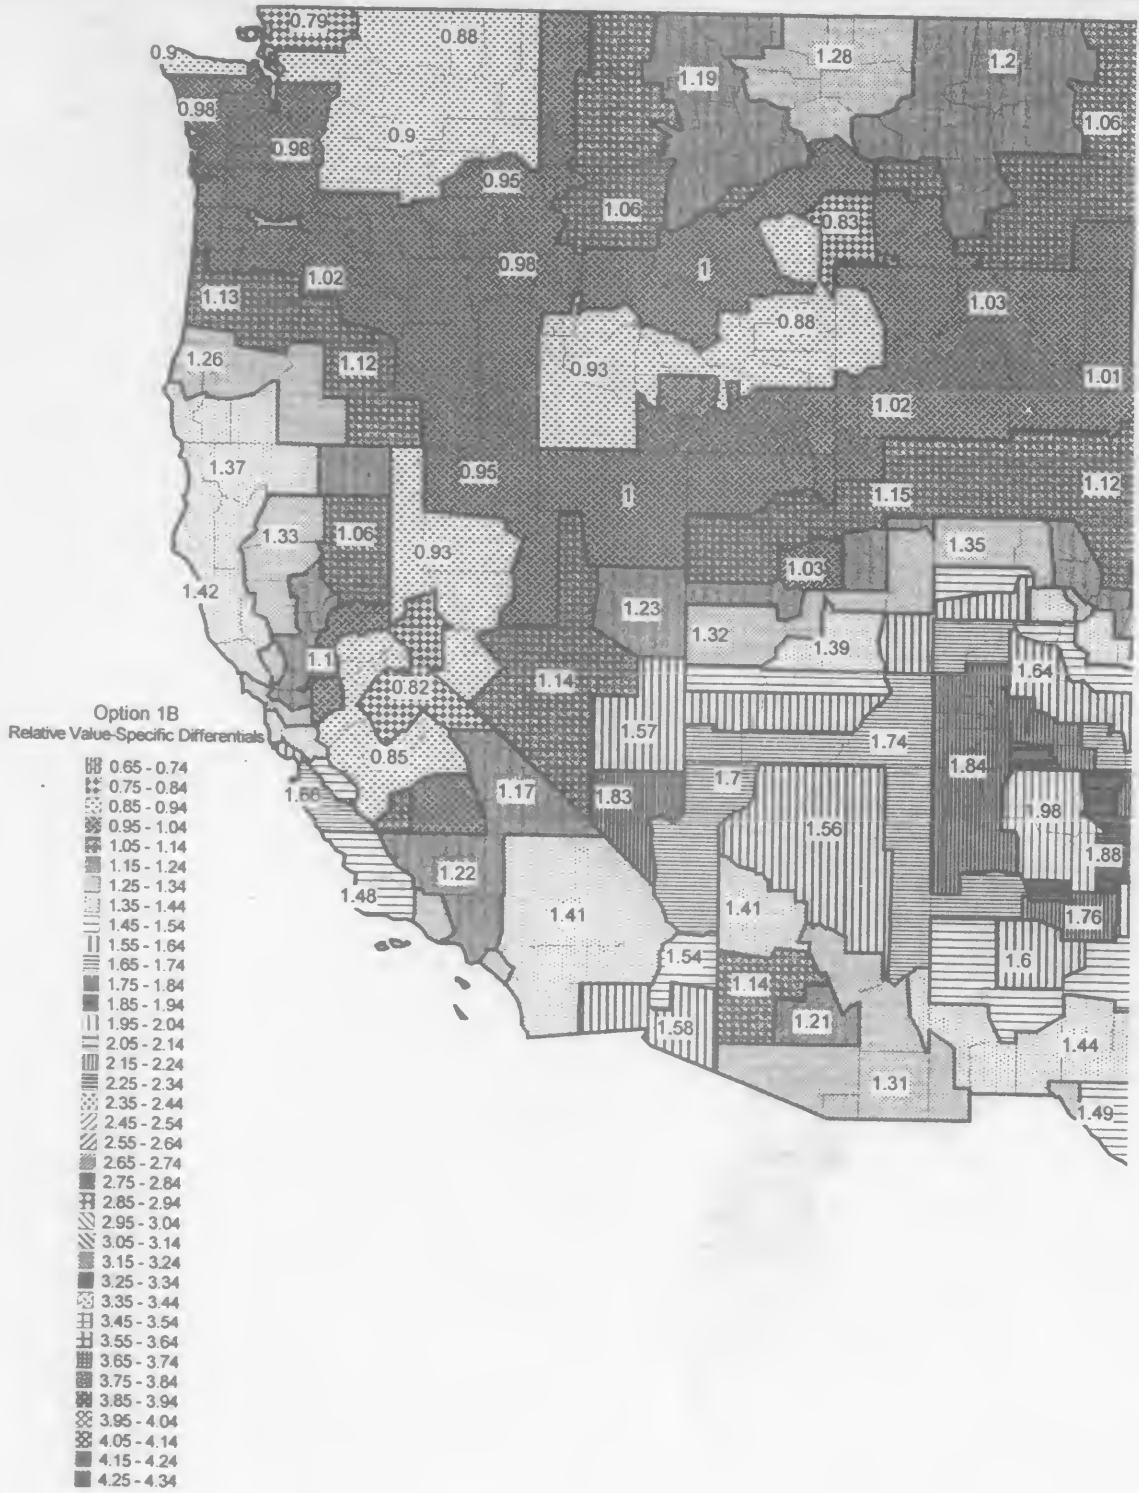 0.79
0.88
0.9
1.19
1.28
1.2
0.98
1.06
0.98
0.9
0.95
1.06
0.83
1.02
0.98
1
1.13
1.03
0.88
1.26
1.12
0.93
1.01
1.02
1.37
0.95
1
1.15
1.12
1.33
1.06
0.93
1.03
1.35
1.42
1.23
1.32
1.39
1.1
1.14
1.64
0.82
Option 1B
Relative Value-Specific Differentials
0.85
1.57
1.74
1.84
1.66
1.17
1.83
1.7
1.56
1.98
1.88
1.22
1.48
1.41
1.41
1.76
1.54
1.6
1.14
1.21
1.58
1.44
1.31
1.49
0.65 - 0.74
0.75 - 0.84
0.85 - 0.94
0.95 - 1.04
1.05 - 1.14
1.15 - 1.24
1.25 - 1.34
1.35 - 1.44
1.45 - 1.54
1.55 - 1.64
1.65 - 1.74
1.75 - 1.84
1.85 - 1.94
1.95 - 2.04
2.05 - 2.14
2.15 - 2.24
2.25 - 2.34
2.35 - 2.44
2.45 - 2.54
2.55 - 2.64
2.65 - 2.74
2.75 - 2.84
2.85 - 2.94
2.95 - 3.04
3.05 - 3.14
3.15 - 3.24
3.25 - 3.34
3.35 - 3.44
3.45 - 3.54
3.55 - 3.64
3.65 - 3.74
3.75 - 3.84
3.85 - 3.94
3.95 - 4.04
4.05 - 4.14
4.15 - 4.24
4.25 - 4.34